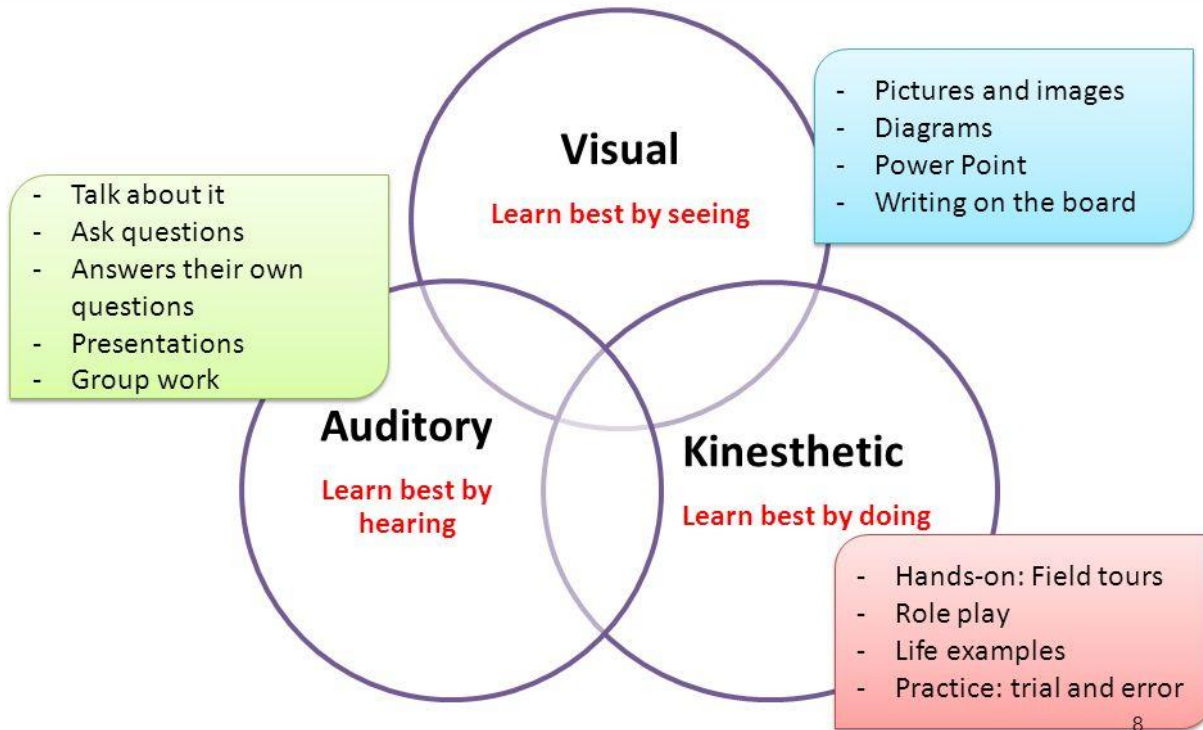 Visual
Learn best by seeing
- Pictures and images
- Diagrams
- Power Point
- Writing on the board
- Talk about it
- Ask questions
- Answers their own
questions
- Presentations
- Group work
Auditory
Learn best by
hearing
Kinesthetic
Learn best by doing
- Hands-on: Field tours
- Role play
- Life examples
- Practice: trial and error
8